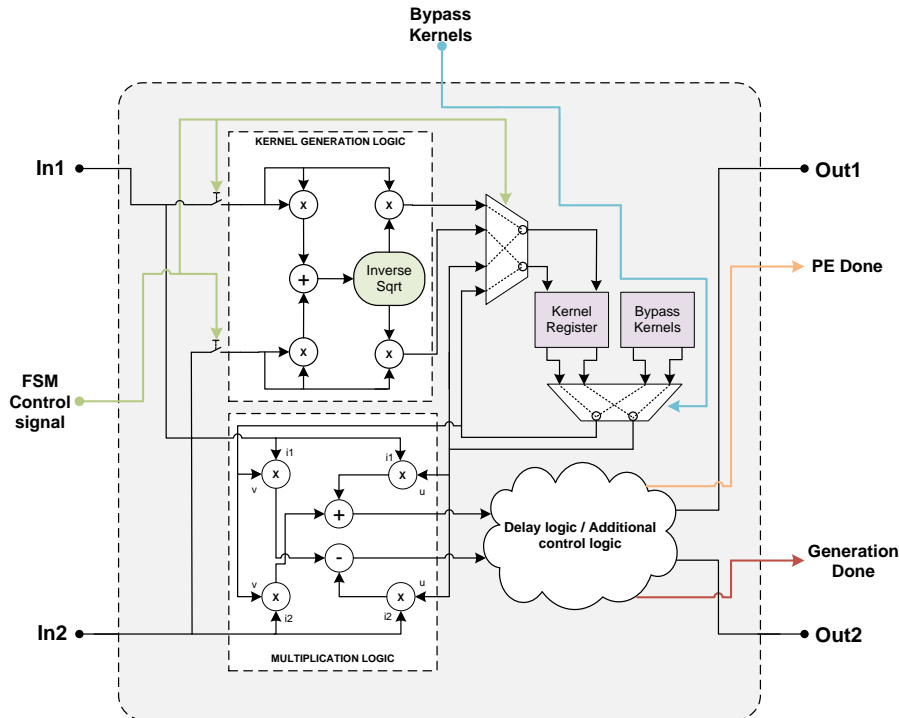 Bypass
Kernels
KERNEL GENERATION LOGIC
In1
Out1
x
x
PE Done
+
Inverse
Sqrt
Kernel
Register
Bypass
Kernels
x
x
FSM
Control
signal
i1
i1
x
x
v
u
+
Delay logic / Additional
control logic
-
Generation
Done
v
u
x
x
i2
i2
In2
Out2
MULTIPLICATION LOGIC